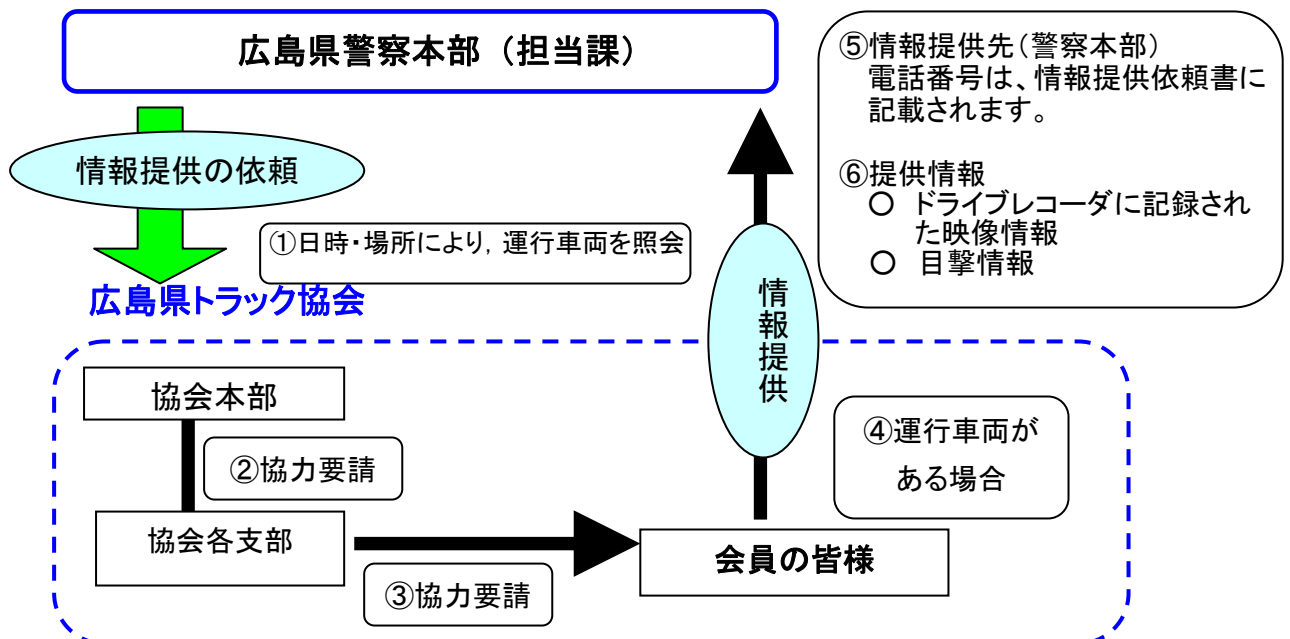 広島県警察本部（担当課）
情報提供の依頼
①日時・場所により，運行車両を照会
広島県トラック協会
協会本部
②協力要請
協会各支部
③協力要請
会員の皆様
④運行車両が
ある場合
情報提供
⑤情報提供先（警察本部）
電話番号は、情報提供依頼書に
記載されます。
⑥提供情報
○ ドライブレコーダに記録され
た映像情報
○ 目撃情報